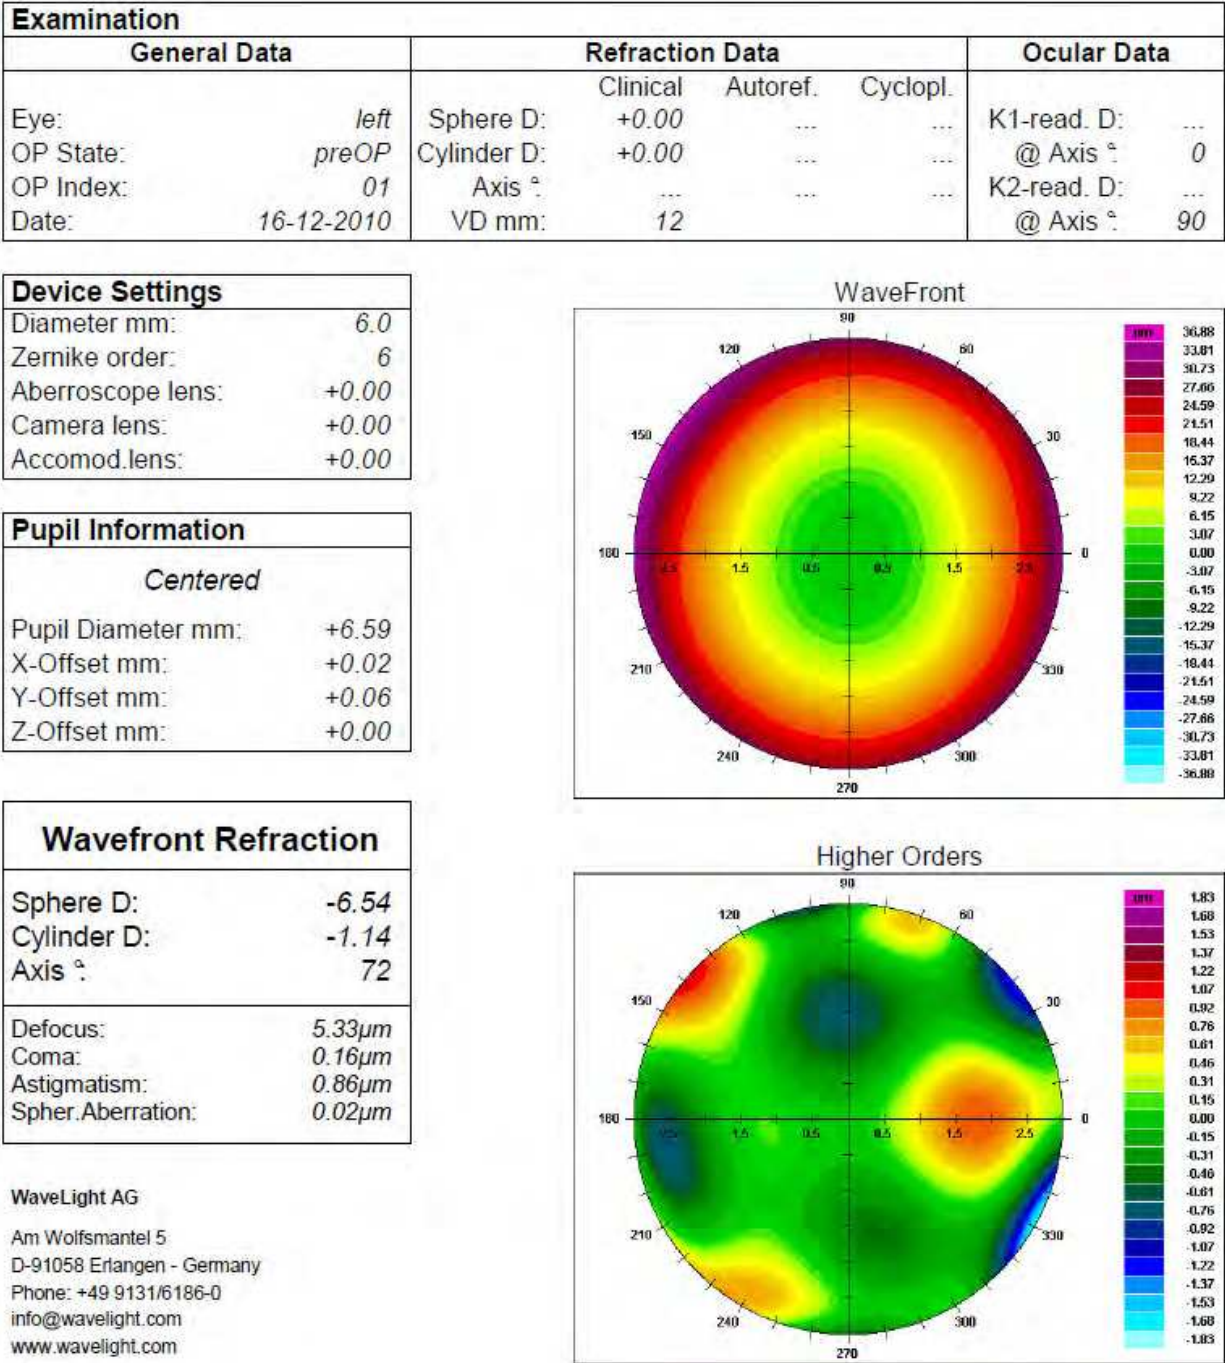 Examination
General Data Refraction Data Ocular Data
Clinical Autoref. Cyclopl.
Eye: left Sphere D: +0.00 ... ... K1-read. D: ...
OP State: preOP Cylinder D: +0.00 ... ... @ Axis °: 0
OP Index: 01 Axis °: ... ... ... K2-read. D: ...
Date: 16-12-2010 VD mm: 12 @ Axis °: 90
Device Settings
Diameter mm: 6.0
Zernike order: 6
Aberroscope lens: +0.00
Camera lens: +0.00
Accomod.lens: +0.00
Pupil Information
Centered
Pupil Diameter mm: +6.59
X-Offset mm: +0.02
Y-Offset mm: +0.06
Z-Offset mm: +0.00
Wavefront Refraction
Sphere D: -6.54
Cylinder D: -1.14
Axis °: 72
Defocus: 5.33µm
Coma: 0.16µm
Astigmatism: 0.86µm
Spher.Aberration: 0.02µm
WaveLight AG
Am Wolfsmantel 5
D-91058 Erlangen - Germany
Phone: +49 9131/6186-0
info@wavelight.com
www.wavelight.com
WaveFront
90
120 60
150 30
180 2.5 1.5 0.5 0.5 1.5 2.5 0
210 330
240 300
270
µm 36.88
33.81
30.73
27.66
24.59
21.51
18.44
15.37
12.29
9.22
6.15
3.07
0.00
-3.07
-6.15
-9.22
-12.29
-15.37
-18.44
-21.51
-24.59
-27.66
-30.73
-33.81
-36.88
Higher Orders
90
120 60
150 30
180 2.5 1.5 0.5 0.5 1.5 2.5 0
210 330
240 300
270
µm 1.83
1.68
1.53
1.37
1.22
1.07
0.92
0.76
0.61
0.46
0.31
0.15
0.00
-0.15
-0.31
-0.46
-0.61
-0.76
-0.92
-1.07
-1.22
-1.37
-1.53
-1.68
-1.83